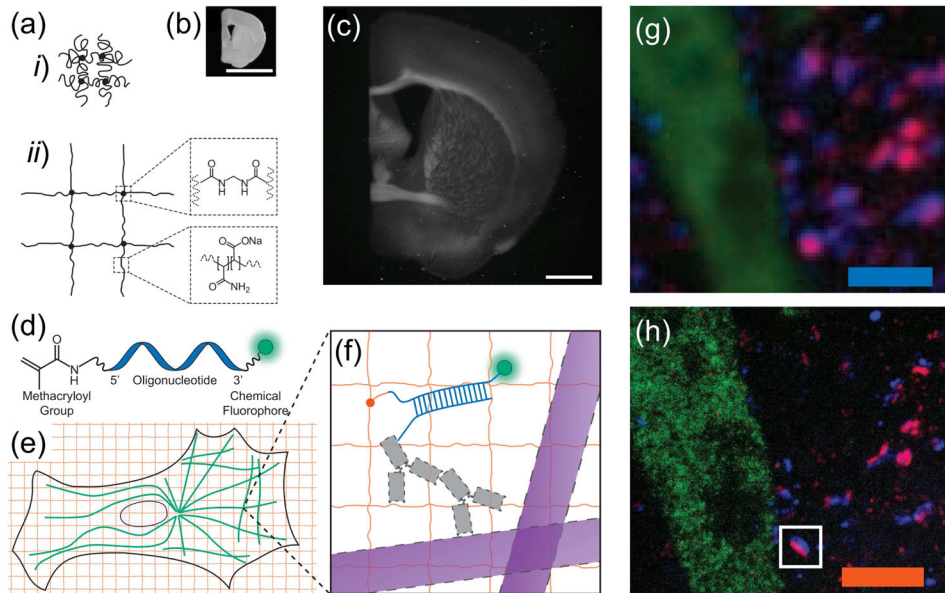 (a)
i)
(b)
(c)
(g)
ii)
O
O
N
H
N
H
ONa
O
O
NH2
(d)
O
N
H
5’
Oligonucleotide
3’
Methacryloyl
Group
Chemical
Fluorophore
(e)
(f)
(h)